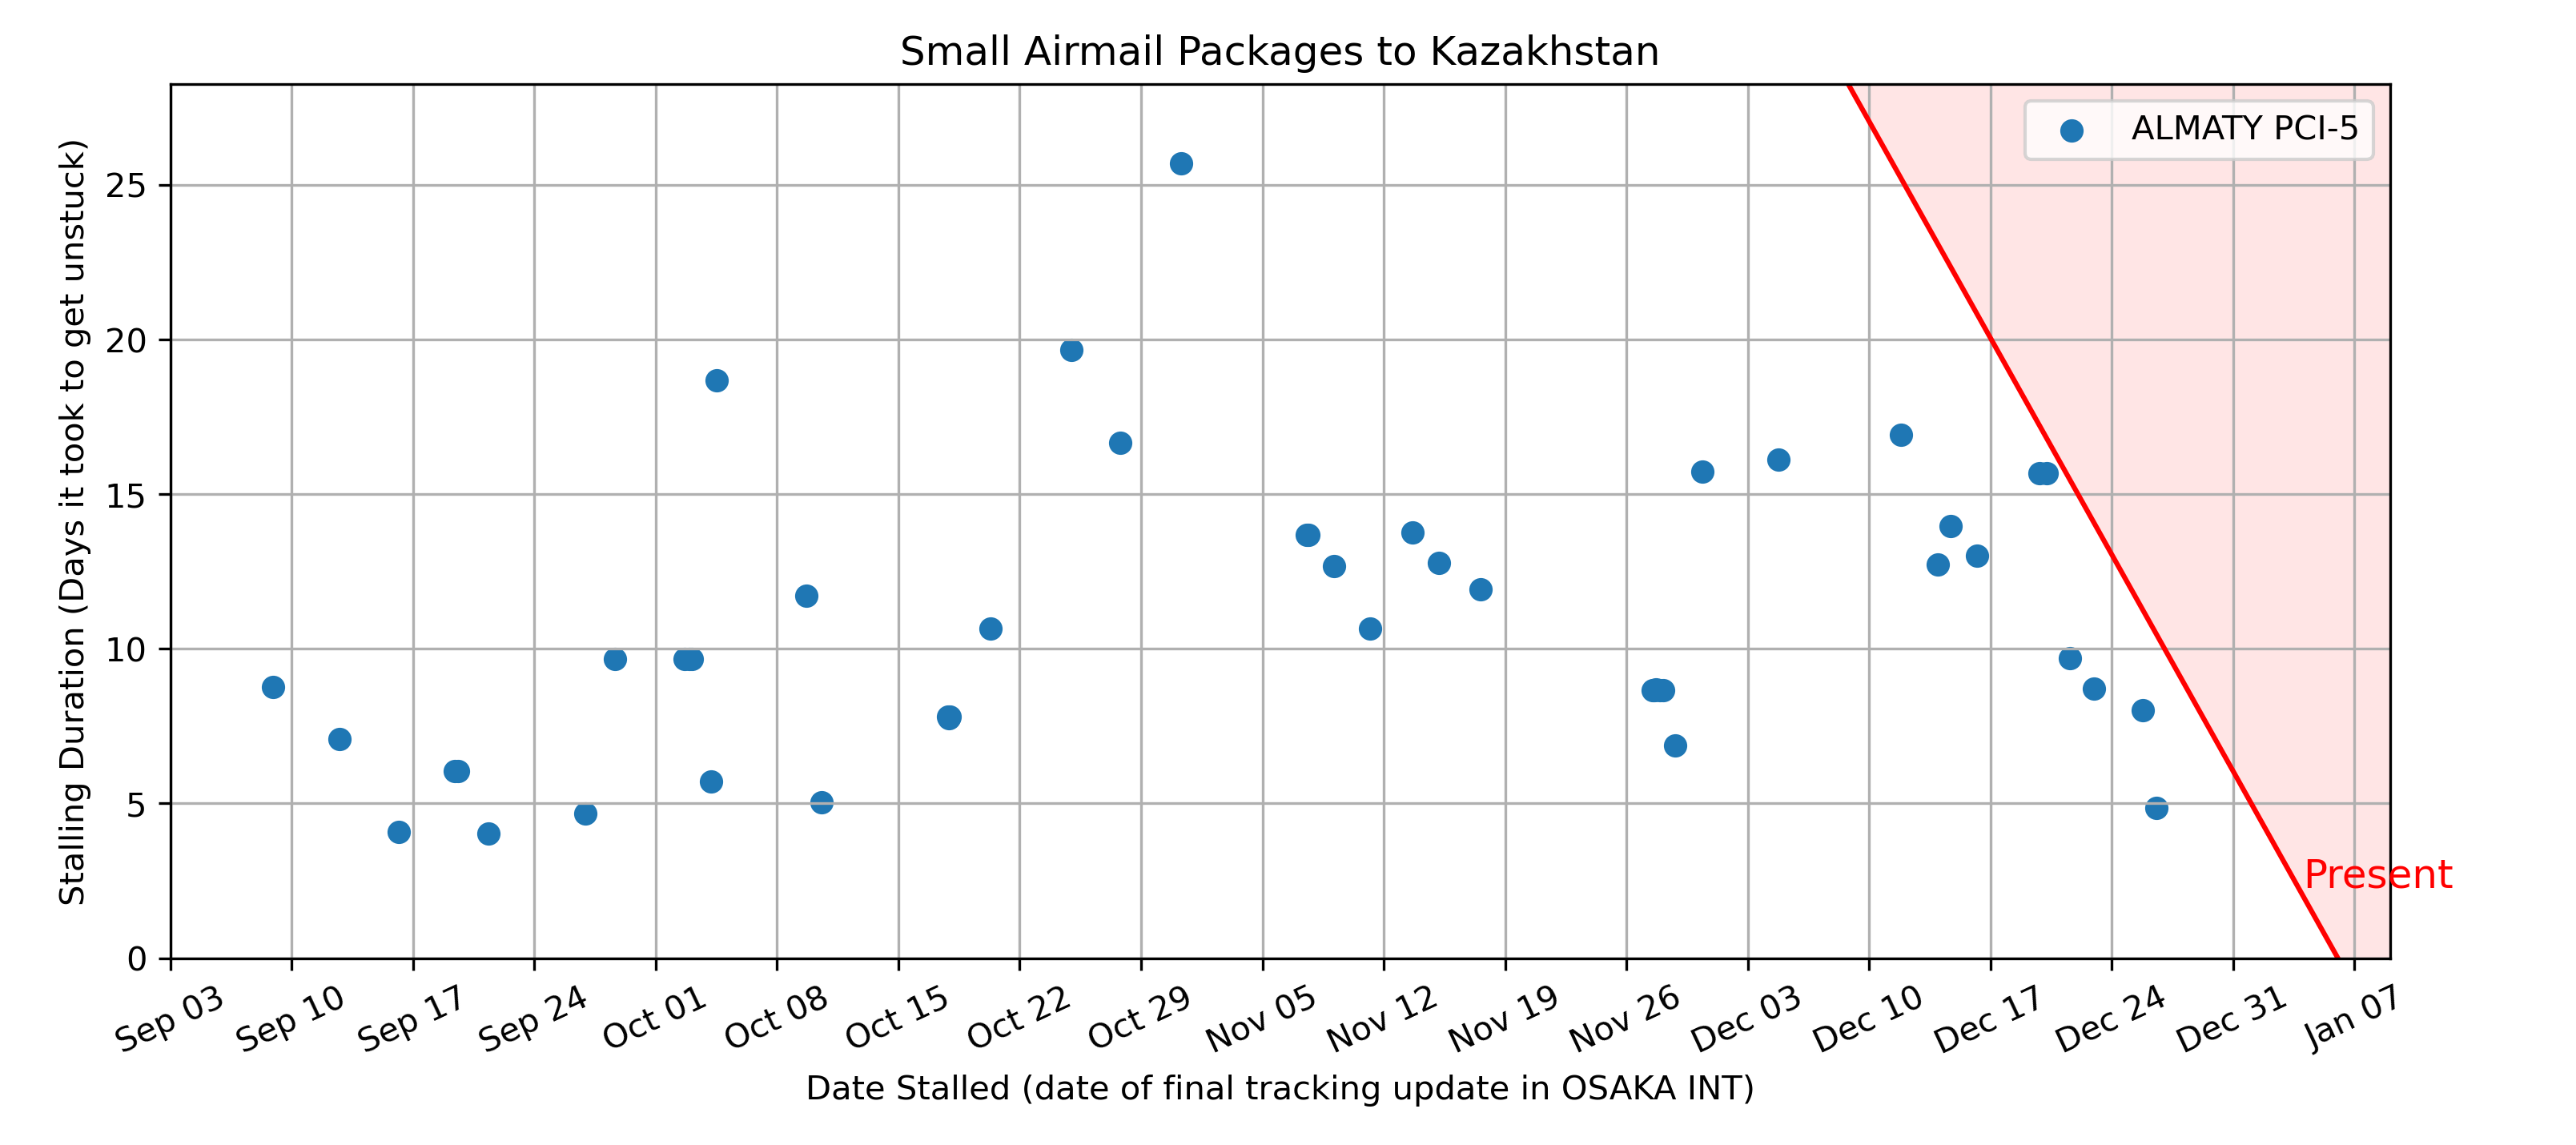 Small Airmail Packages to Kazakhstan
ALMATY PCI-5
Stalling Duration (Days it took to get unstuck)
25
20
15
10
5
0
Present
Sep 03
Sep 10
Sep 17
Sep 24
Oct 01
Oct 08
Oct 15
Oct 22
Oct 29
Nov 05
Nov 12
Nov 19
Nov 26
Dec 03
Dec 10
Dec 17
Dec 24
Dec 31
Jan 07
Date Stalled (date of final tracking update in OSAKA INT)